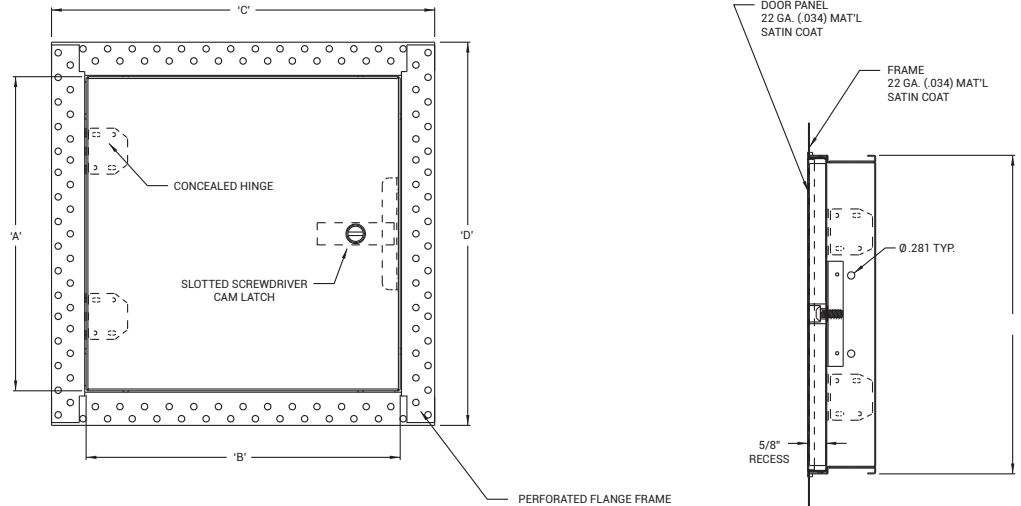 'C'
CONCEALED HINGE
'A'
'D'
SLOTTED SCREWDRIVER
CAM LATCH
'B'
PERFORATED FLANGE FRAME
DOOR PANEL
22 GA. (.034) MAT'L
SATIN COAT
FRAME
22 GA. (.034) MAT'L
SATIN COAT
Ø.281 TYP.
5/8"
RECESS